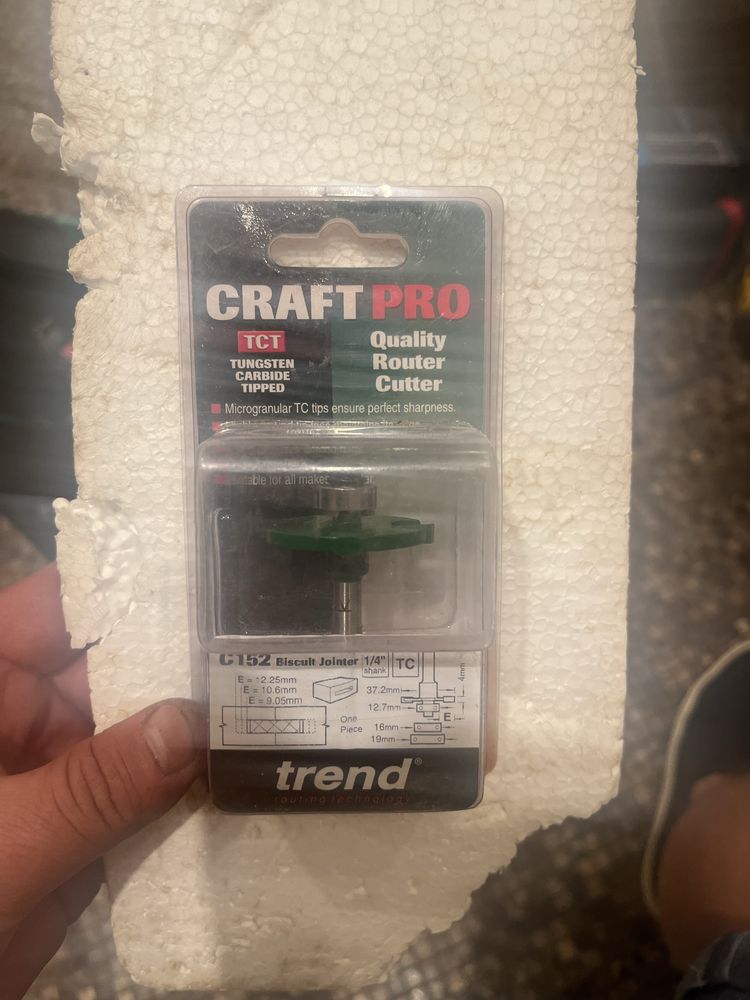 CRAFT PRO
TCT
TUNGSTEN
CARBIDE
TIPPED
Quality
Router
Cutter
Microgranular TC tips ensure perfect sharpness.
for all
C152 Biscuit Jointer 1/4" shank TC
E = 12.25mm
E = 10.6mm
E = 9.05mm
One
Piece
37.2mm
12.7mm
E
16mm
19mm
4mm
trend®
routing technology
K